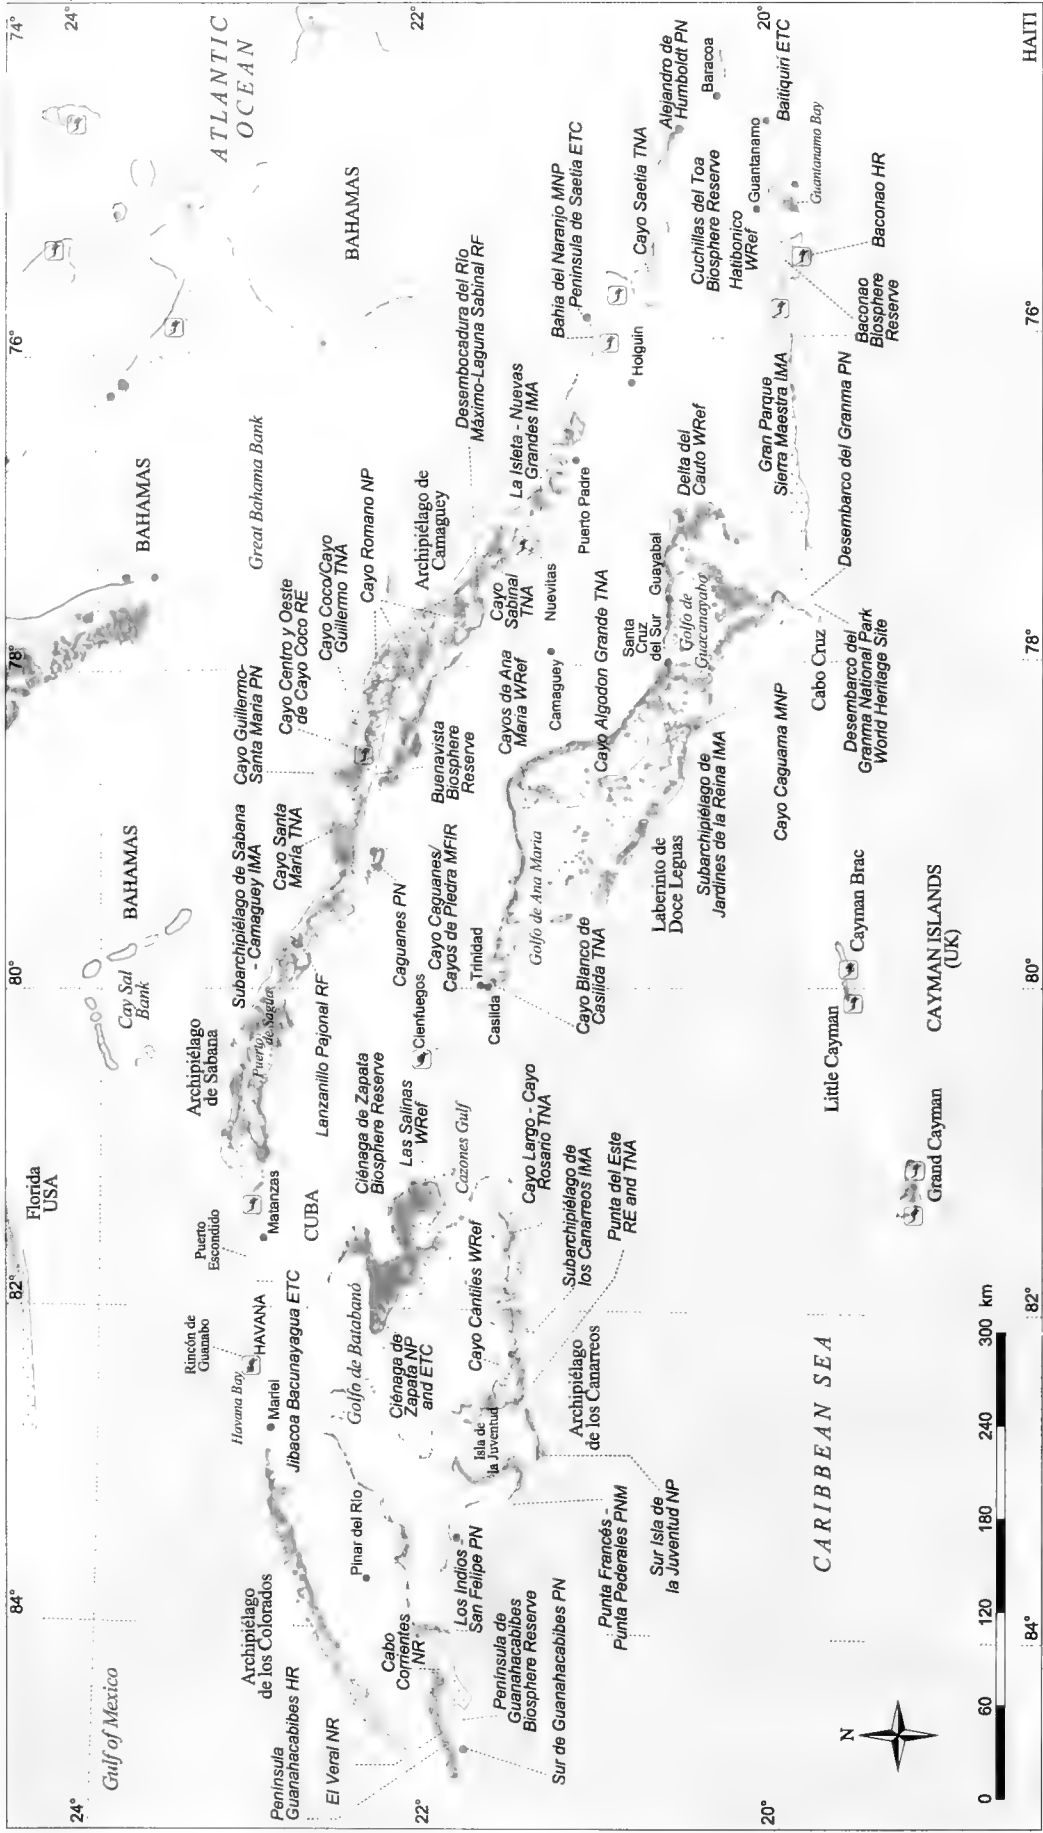 84°
82°
80°
78°
76°
74°
24°
24°
22°
22°
20°
20°
84°
82°
80°
78°
76°
Gulf of Mexico
Florida
USA
Cay Sal
Bank
BAHAMAS
BAHAMAS
Great Bahama Bank
BAHAMAS
ATLANTIC
OCEAN
Archipiélago
de los Colorados
Península
Guanahacabibes HR
El Veral NR
Cabo
Corrientes
NR
Pinar del Río
Los Indios -
San Felipe PN
Península de
Guanahacabibes
Biosphere Reserve
Sur de Guanahacabibes PN
Rincón de
Guanabo
Havana Bay
HAVANA
Mariel
Jibacoa Bacunayagua ETC
Puerto
Escondido
Matanzas
CUBA
Golfo de Batabanó
Ciénaga de
Zapata NP
and ETC
Isla de
la Juventud
Cayo Cantiles WRef
Archipiélago
de los Canarreos
Punta Francés -
Punta Pederales PNM
Sur Isla de
la Juventud NP
Archipiélago
de Sabana
Puerto
de Sagua
Subarchipiélago de Sabana
- Camaguey IMA
Lanzanillo Pajonal RF
Ciénaga de Zapata
Biosphere Reserve
Las Salinas
WRef
Cazones Gulf
Cayo Largo - Cayo
Rosario TNA
Subarchipiélago de
los Canarreos IMA
Punta del Este
RE and TNA
Cayo Santa
María TNA
Caguanes PN
Cienfuegos
Cayo Caguanes/
Cayos de Piedra MFIR
Trinidad
Casilda
Golfo de Ana Maria
Cayo Blanco de
Casilida TNA
Cayo Guillermo-
Santa Maria PN
Cayo Centro y Oeste
de Cayo Coco RE
Cayo Coco/Cayo
Guillermo TNA
Cayo Romano NP
Archipiélago de
Camaguey
Buenavista
Biosphere
Reserve
Cayos de Ana
Maria WRef
Cayo
Sabinal
TNA
Nuevitas
Camaguey
Cayo Algodon Grande TNA
Laberinto de
Doce Leguas
Subarchipiélago de
Jardines de la Reina IMA
Cayo Caguama MNP
Desembocadura del Río
Máximo-Laguna Sabinal RF
La Isleta - Nuevas
Grandes IMA
Puerto Padre
Santa
Cruz
del Sur
Guayabal
Golfo de
Guacanayabo
Delta del
Cauto WRef
Cabo Cruz
Desembarco del
Granma National Park
World Heritage Site
Desembarco del Granma PN
Gran Parque
Sierra Maestra IMA
Bahia del Naranjo MNP
Península de Saetia ETC
Holguin
Cayo Saetia TNA
Cuchillas del Toa
Biosphere Reserve
Hatibonico
WRef
Alejandro de
Humboldt PN
Baracoa
Guantanamo
Baitiquirí ETC
Guantanamo Bay
Baconao HR
Baconao
Biosphere
Reserve
HAITI
Little Cayman
Cayman Brac
Grand Cayman
CAYMAN ISLANDS
(UK)
CARIBBEAN SEA
N
0
60
120
180
240
300 km